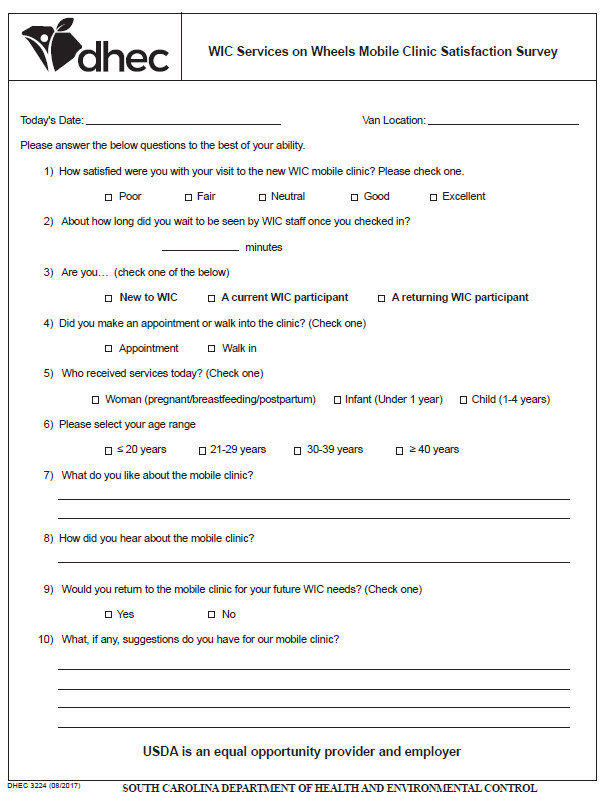 dhec
WIC Services on Wheels Mobile Clinic Satisfaction Survey
Today's Date: Van Location:
Please answer the below questions to the best of your ability.
1) How satisfied were you with your visit to the new WIC mobile clinic? Please check one.
Poor Fair Neutral Good Excellent
2) About how long did you wait to be seen by WIC staff once you checked in?
minutes
3) Are you… (check one of the below)
New to WIC A current WIC participant A returning WIC participant
4) Did you make an appointment or walk into the clinic? (Check one)
Appointment Walk in
5) Who received services today? (Check one)
Woman (pregnant/breastfeeding/postpartum) Infant (Under 1 year) Child (1-4 years)
6) Please select your age range
≤ 20 years 21-29 years 30-39 years ≥ 40 years
7) What do you like about the mobile clinic?
8) How did you hear about the mobile clinic?
9) Would you return to the mobile clinic for your future WIC needs? (Check one)
Yes No
10) What, if any, suggestions do you have for our mobile clinic?
USDA is an equal opportunity provider and employer
DHEC 3224 (08/2017) SOUTH CAROLINA DEPARTMENT OF HEALTH AND ENVIRONMENTAL CONTROL